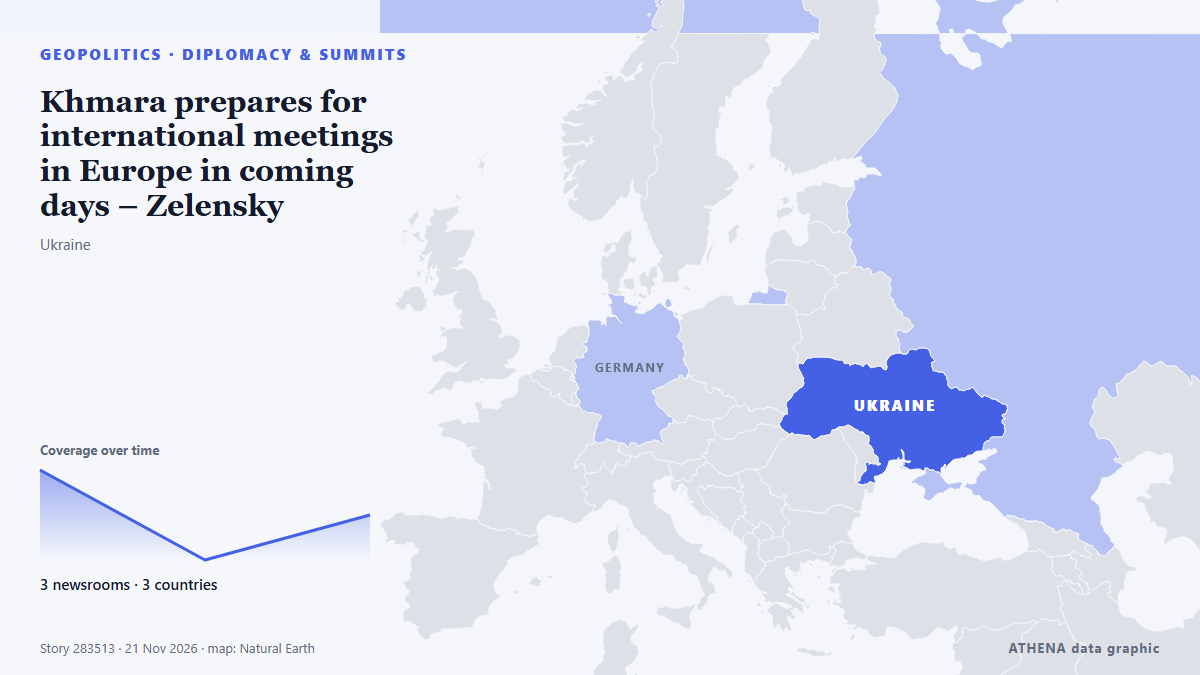 GEOPOLITICS · DIPLOMACY & SUMMITS
Khmara prepares for
international meetings
in Europe in coming
days – Zelensky
Ukraine
GERMANY
UKRAINE
Coverage over time
3 newsrooms · 3 countries
Story 283513 · 21 Nov 2026 · map: Natural Earth
ATHENA data graphic